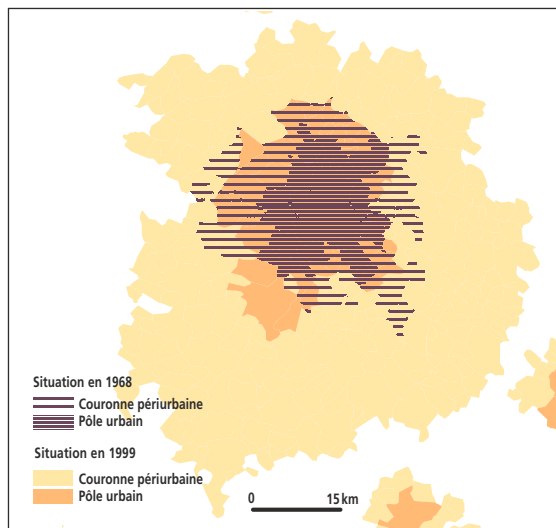 Situation en 1968
Couronne périurbaine
Pôle urbain
Situation en 1999
Couronne périurbaine
Pôle urbain
0 15 km